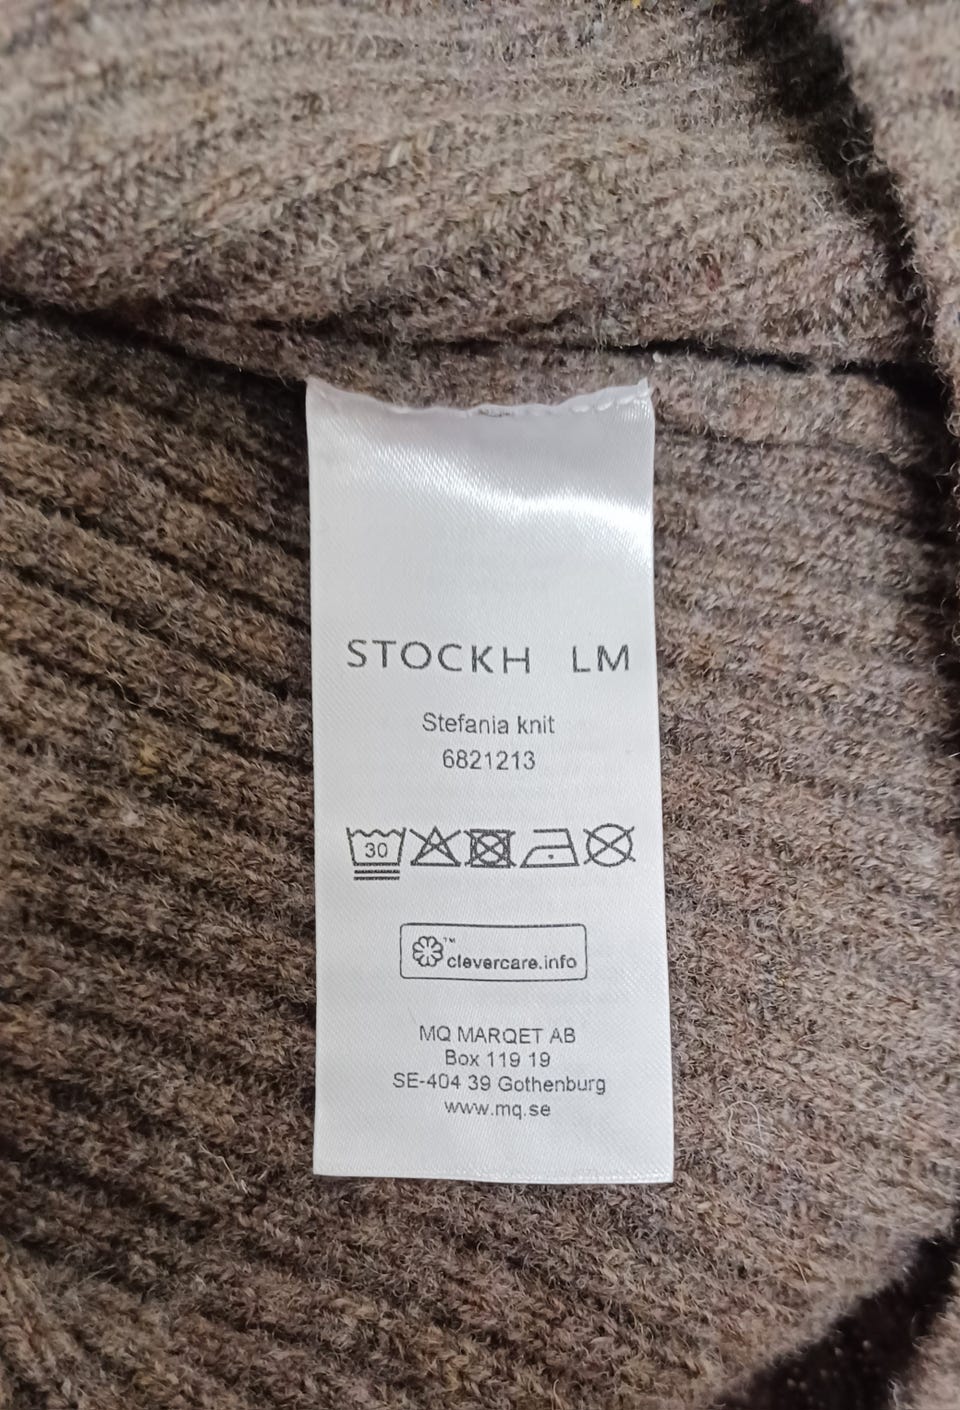 STOCKH LM
Stefania knit
6821213
30
™
clevercare.info
MQ MARQET AB
Box 119 19
SE-404 39 Gothenburg
www.mq.se